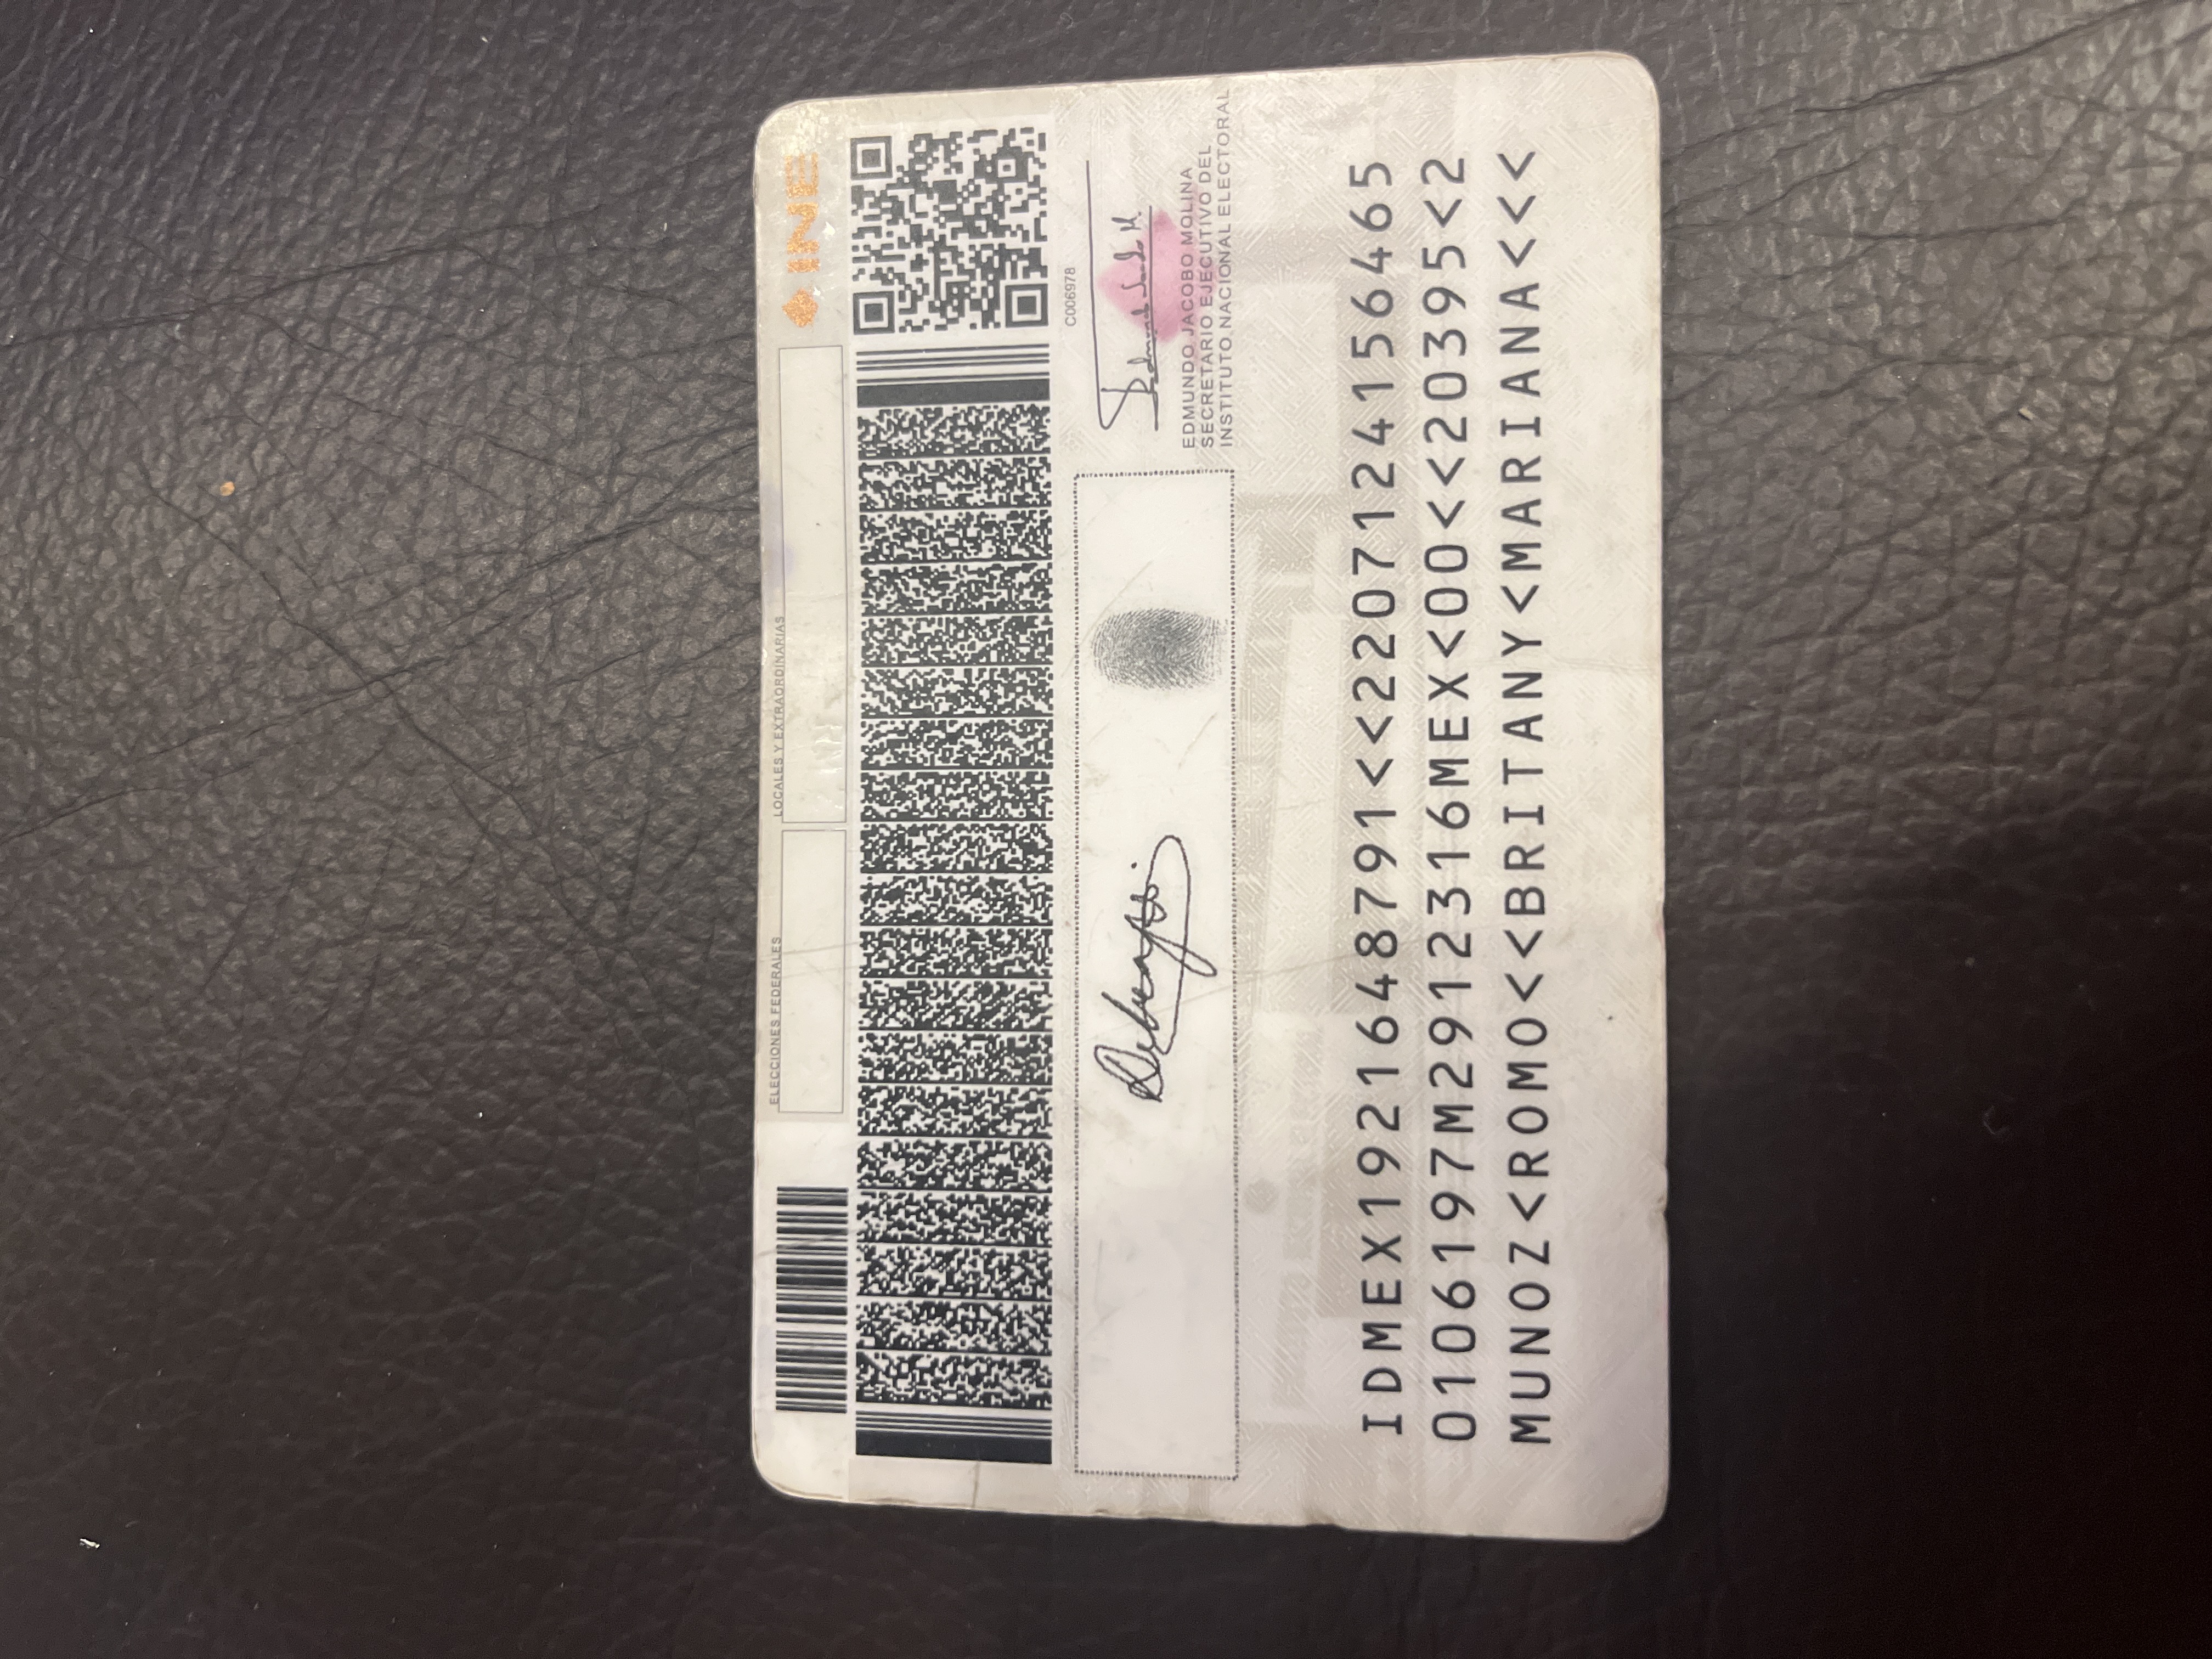 INE
ELECCIONES FEDERALES
LOCALES Y EXTRAORDINARIAS
C006978
EDMUNDO JACOBO MOLINA
SECRETARIO EJECUTIVO DEL
INSTITUTO NACIONAL ELECTORAL
IDMEX1921648791<<2207124156465
0106197M2912316MEX<00<<20395<2
MUNOZ<ROMO<<BRITANY<MARIANA<<<